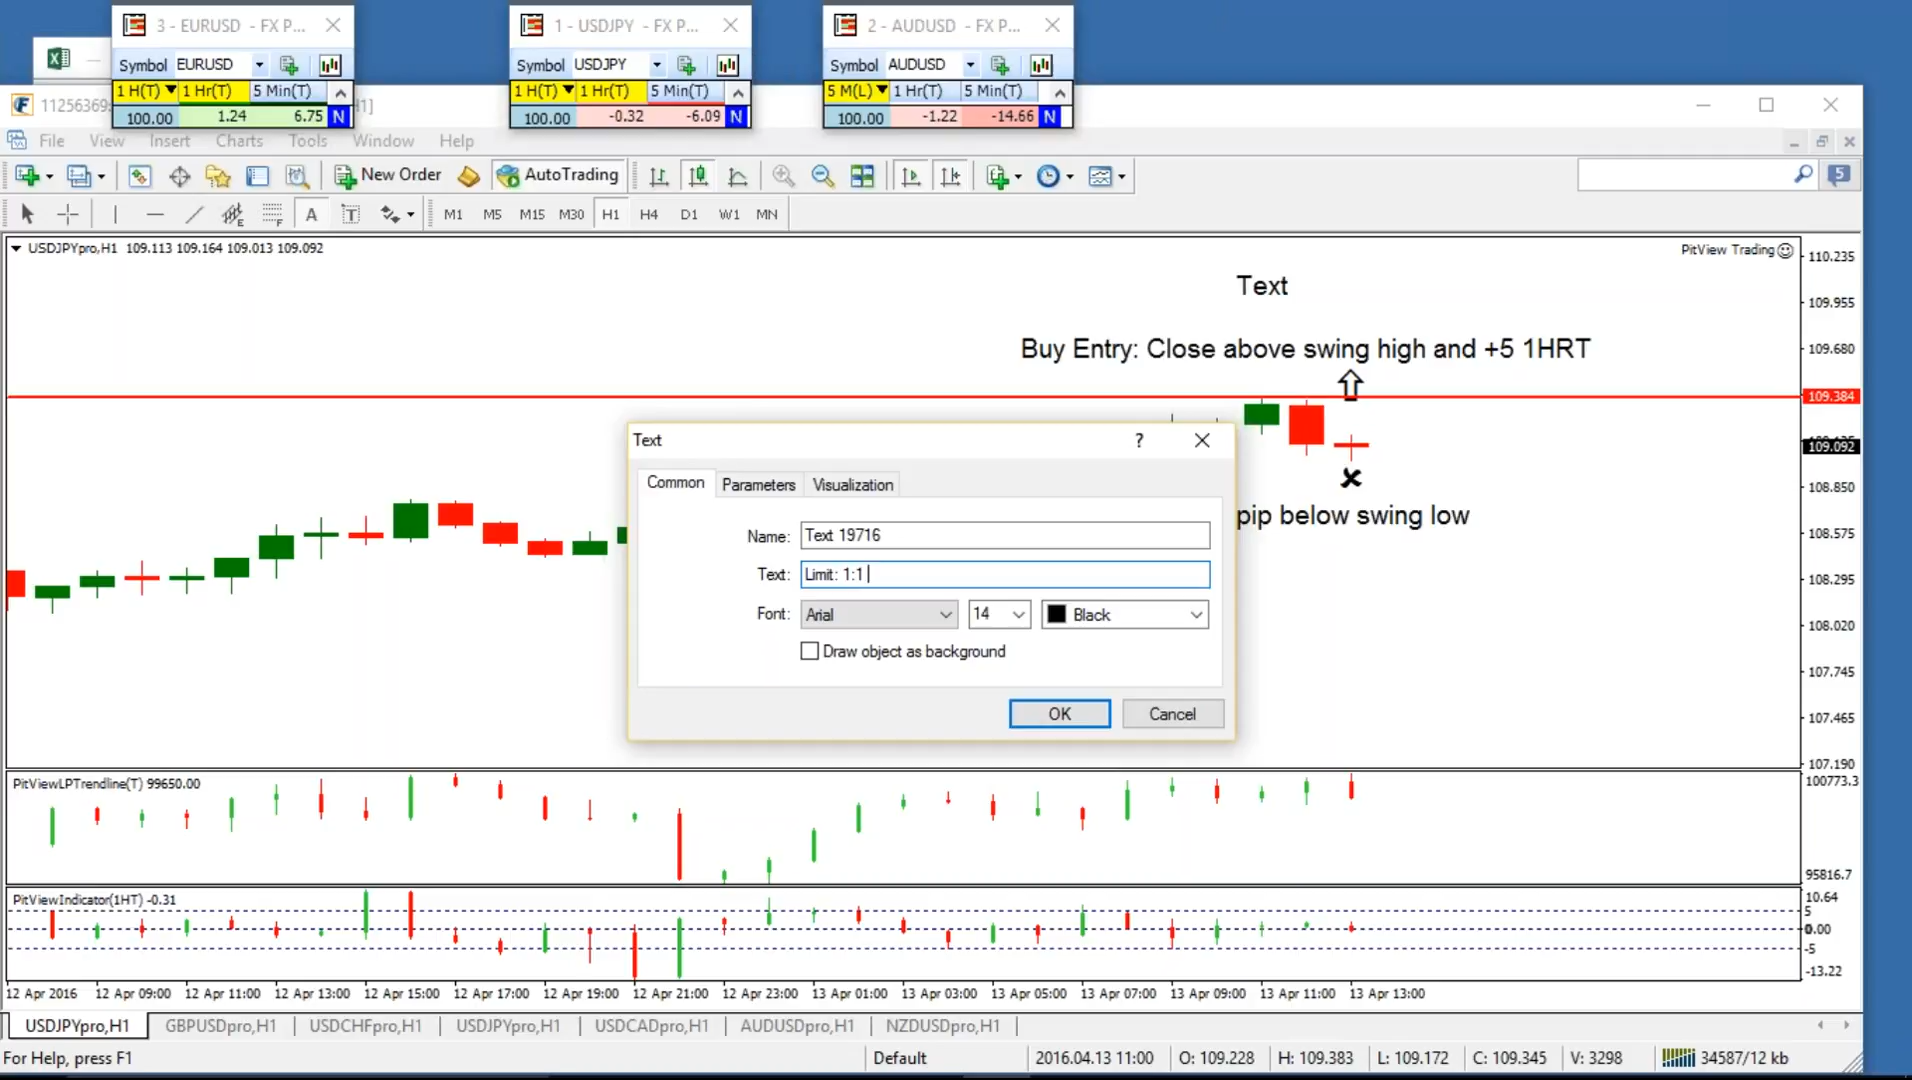 3 - EURUSD - FX P...
1 - USDJPY - FX P...
2 - AUDUSD - FX P...
Symbol EURUSD
Symbol USDJPY
Symbol AUDUSD
1 H(T) 1 Hr(T) 5 Min(T)
1 H(T) 1 Hr(T) 5 Min(T)
5 M(L) 1 Hr(T) 5 Min(T)
100.00 1.24 6.75 N
100.00 -0.32 -6.09 N
100.00 -1.22 -14.66 N
11256369 1]
File View Insert Charts Tools Window Help
New Order AutoTrading 5
A T M1 M5 M15 M30 H1 H4 D1 W1 MN
USDJPYpro,H1 109.113 109.164 109.013 109.092
PitView Trading
Text
Buy Entry: Close above swing high and +5 1HRT
pip below swing low
110.235
109.955
109.680
109.384
109.092
108.850
108.575
108.295
108.020
107.745
107.465
107.190
Text ?
Common Parameters Visualization
Name: Text 19716
Text: Limit: 1:1
Font: Arial 14 Black
Draw object as background
OK Cancel
PitViewLPTrendline(T) 99650.00
100773.3
95816.7
PitViewIndicator(1HT) -0.31
10.64
5
0.00
-5
-13.22
12 Apr 2016 12 Apr 09:00 12 Apr 11:00 12 Apr 13:00 12 Apr 15:00 12 Apr 17:00 12 Apr 19:00 12 Apr 21:00 12 Apr 23:00 13 Apr 01:00 13 Apr 03:00 13 Apr 05:00 13 Apr 07:00 13 Apr 09:00 13 Apr 11:00 13 Apr 13:00
USDJPYpro,H1 GBPUSDpro,H1 USDCHFpro,H1 USDJPYpro,H1 USDCADpro,H1 AUDUSDpro,H1 NZDUSDpro,H1
For Help, press F1 Default 2016.04.13 11:00 O: 109.228 H: 109.383 L: 109.172 C: 109.345 V: 3298 34587/12 kb